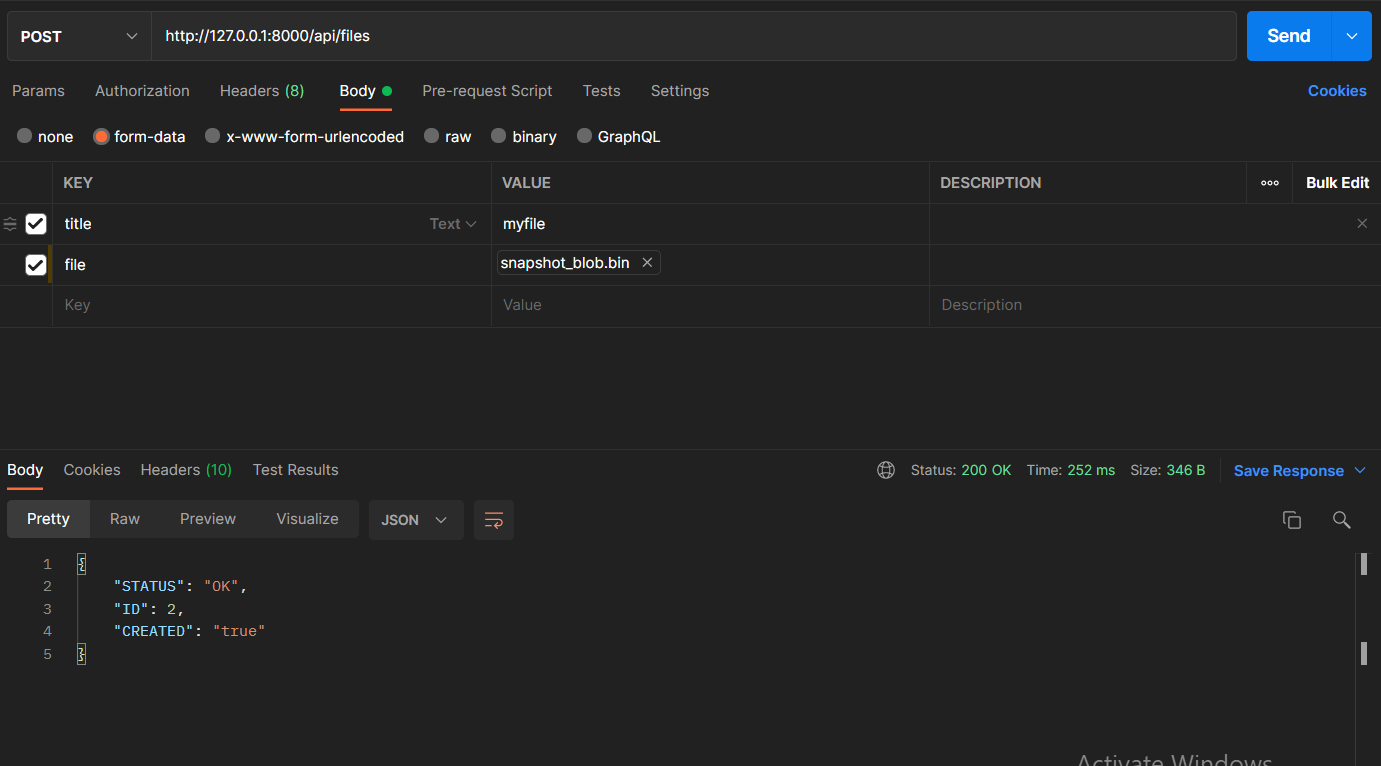 POST http://127.0.0.1:8000/api/files Send
Params Authorization Headers (8) Body Pre-request Script Tests Settings Cookies
none form-data x-www-form-urlencoded raw binary GraphQL
KEY VALUE DESCRIPTION ooo Bulk Edit
title Text myfile
file snapshot_blob.bin
Key Value Description
Body Cookies Headers (10) Test Results Status: 200 OK Time: 252 ms Size: 346 B Save Response
Pretty Raw Preview Visualize JSON
1 {
2 "STATUS": "OK",
3 "ID": 2,
4 "CREATED": "true"
5 }
Activate Windows